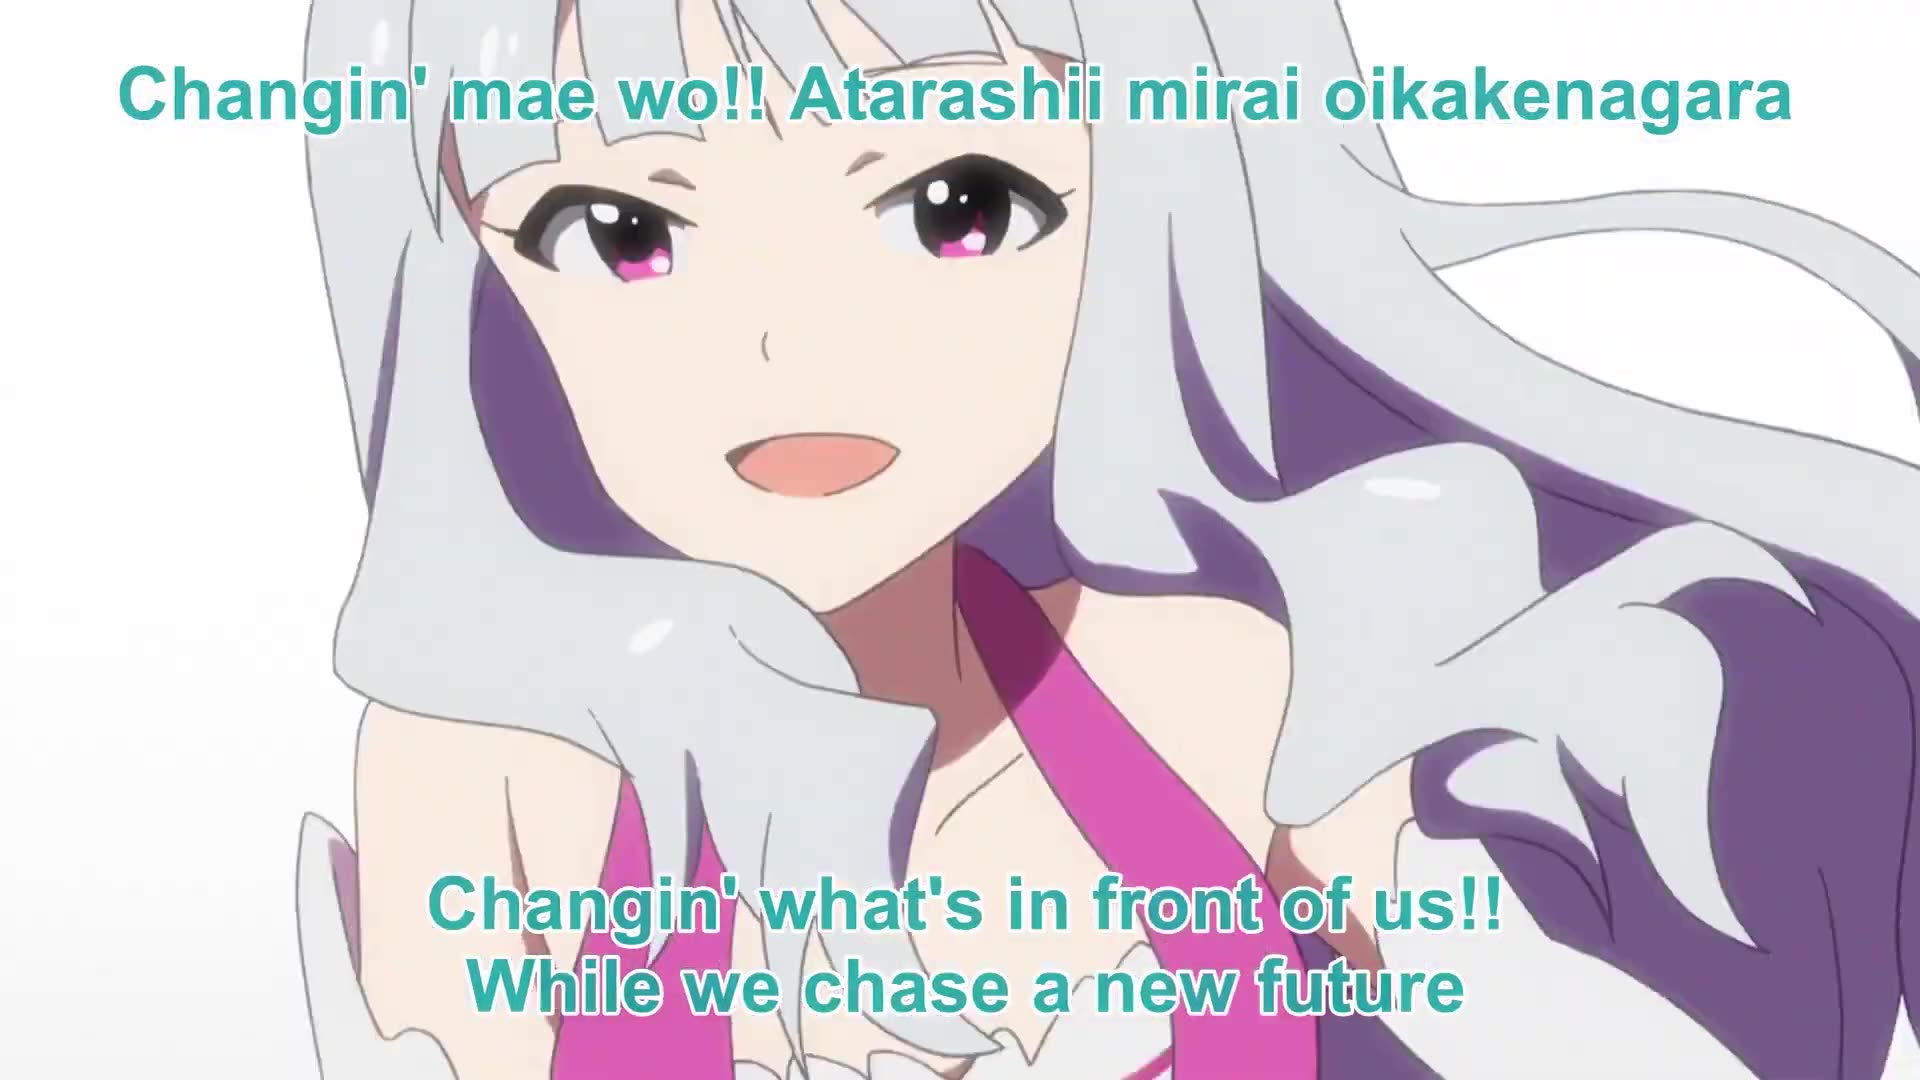 Changin' mae wo!! Atarashii mirai oikakenagara
Changin' what's in front of us!!
While we chase a new future